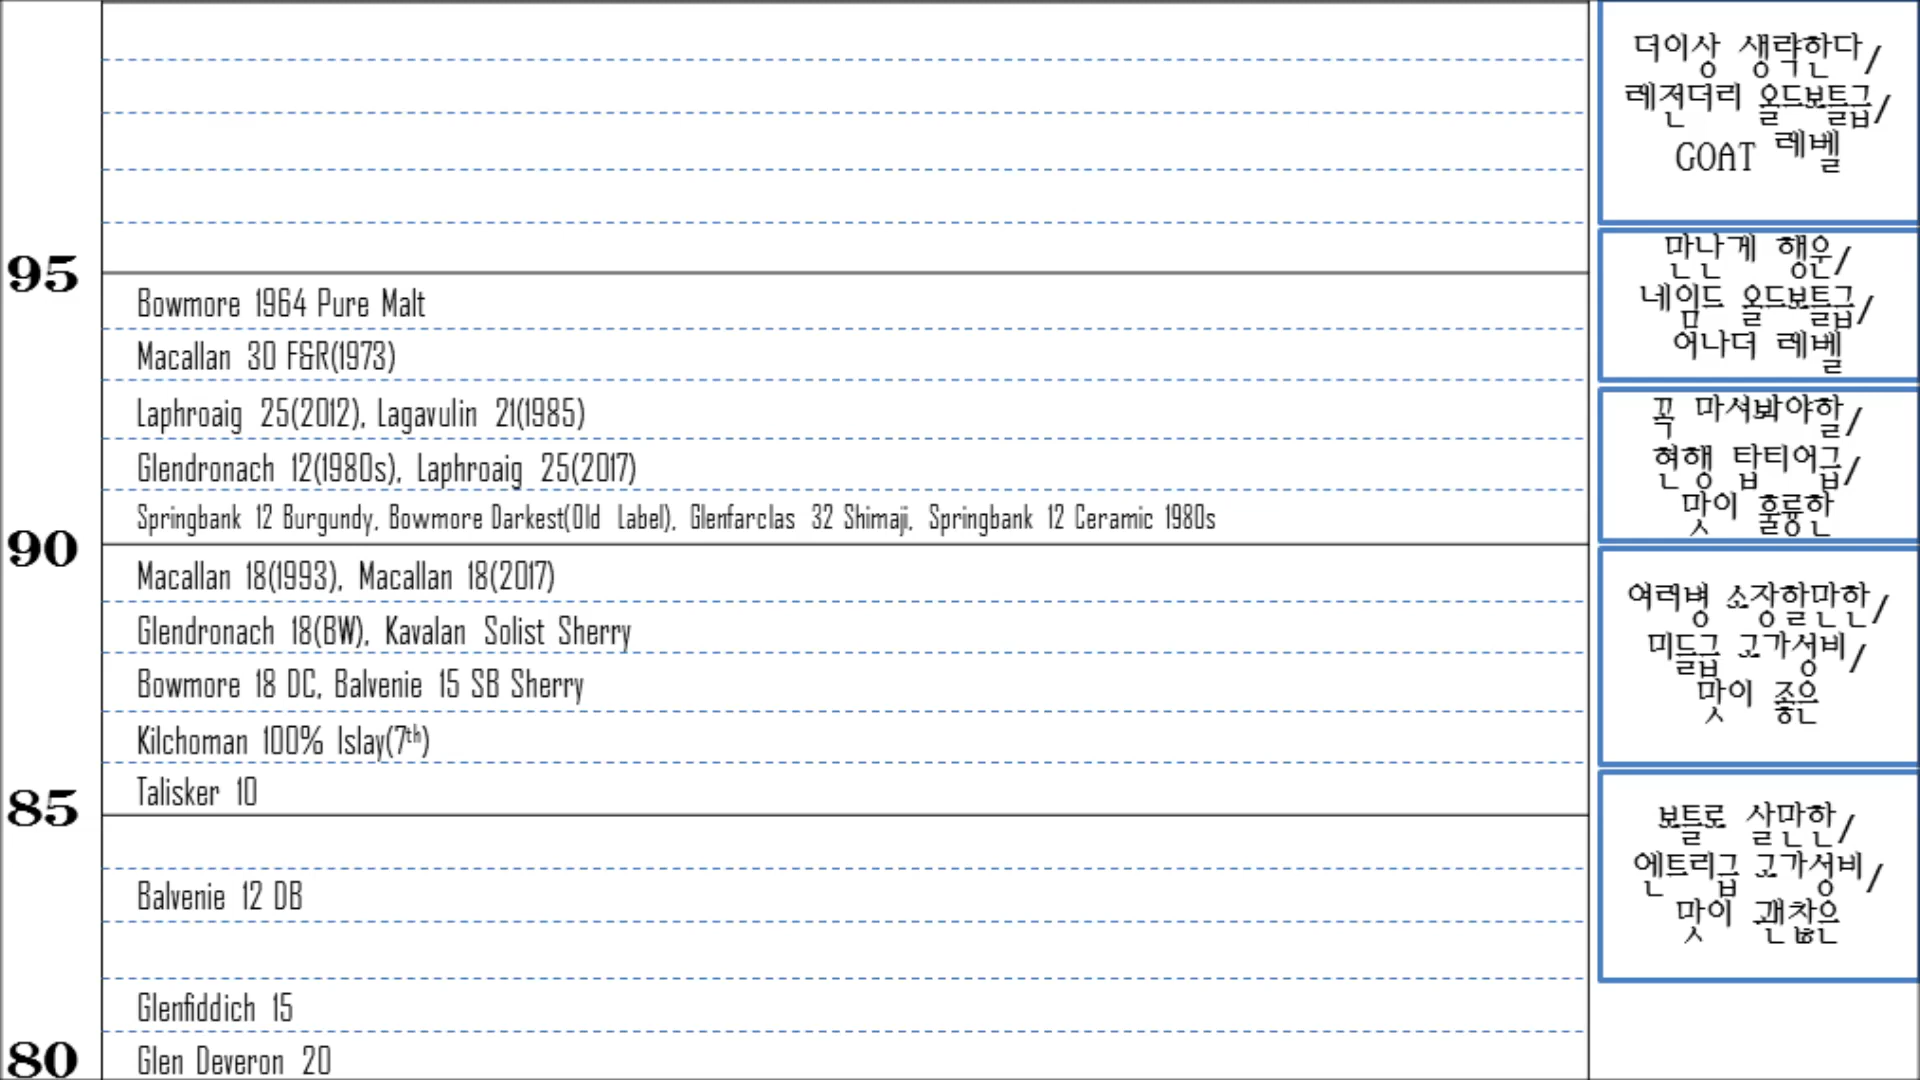 더이상 생략한다/
레전더리 올드보틀급/
GOAT 레벨
95
Bowmore 1964 Pure Malt
Macallan 30 F&R(1973)
Laphroaig 25(2012), Lagavulin 21(1985)
Glendronach 12(1980s), Laphroaig 25(2017)
Springbank 12 Burgundy, Bowmore Darkest(Old Label), Glenfarclas 32 Shimaji, Springbank 12 Ceramic 1980s
만난게 행운/
네임드 올드보틀급/
어나더 레벨
꼭 마셔봐야할/
현행 탑티어급/
맛이 훌륭한
90
Macallan 18(1993), Macallan 18(2017)
Glendronach 18(BW), Kavalan Solist Sherry
Bowmore 18 DC, Balvenie 15 SB Sherry
Kilchoman 100% Islay(7th)
Talisker 10
여러병 소장할만한/
미들급 고가성비/
맛이 좋은
85
Balvenie 12 DB
Glenfiddich 15
Glen Deveron 20
보틀로 살만한/
엔트리급 고가성비/
맛이 괜찮은
80